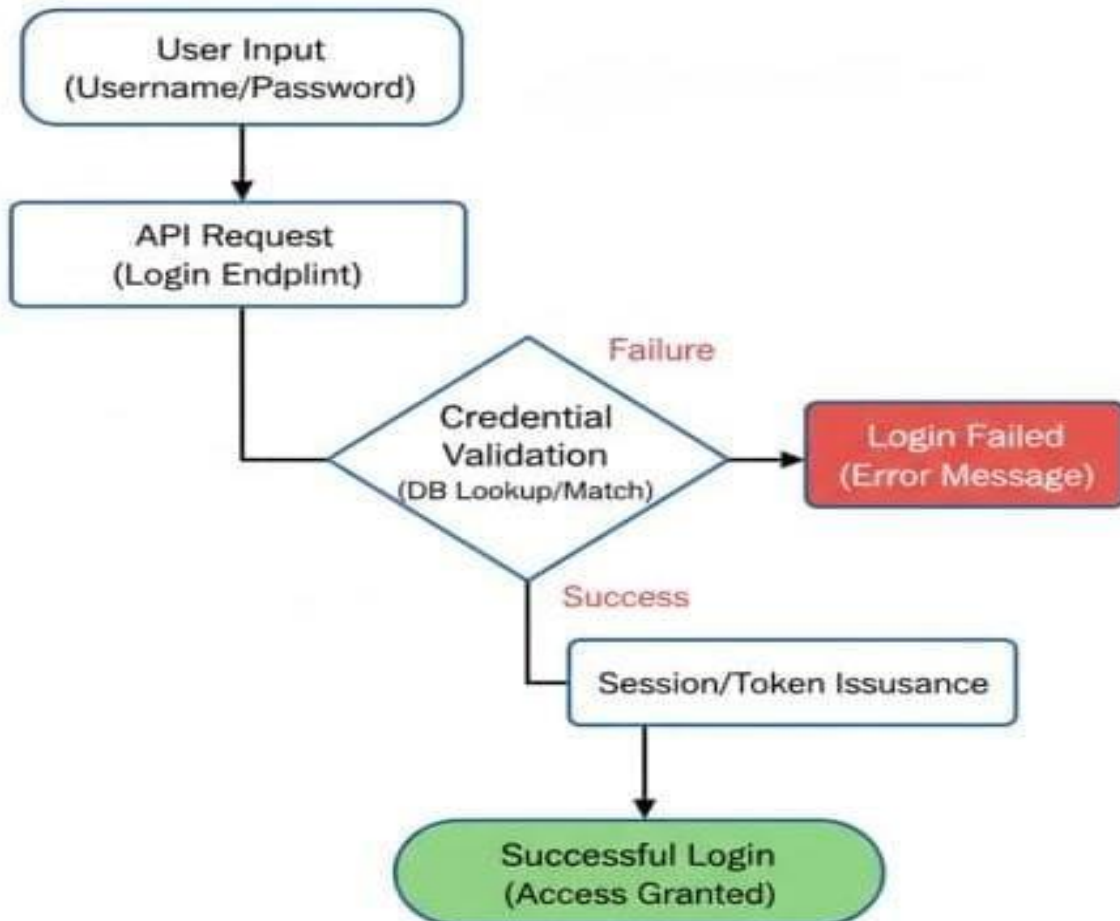 User Input
(Username/Password)
API Request
(Login Endplint)
Failure
Credential
Validation
(DB Lookup/Match)
Login Failed
(Error Message)
Success
Session/Token Issusance
Successful Login
(Access Granted)